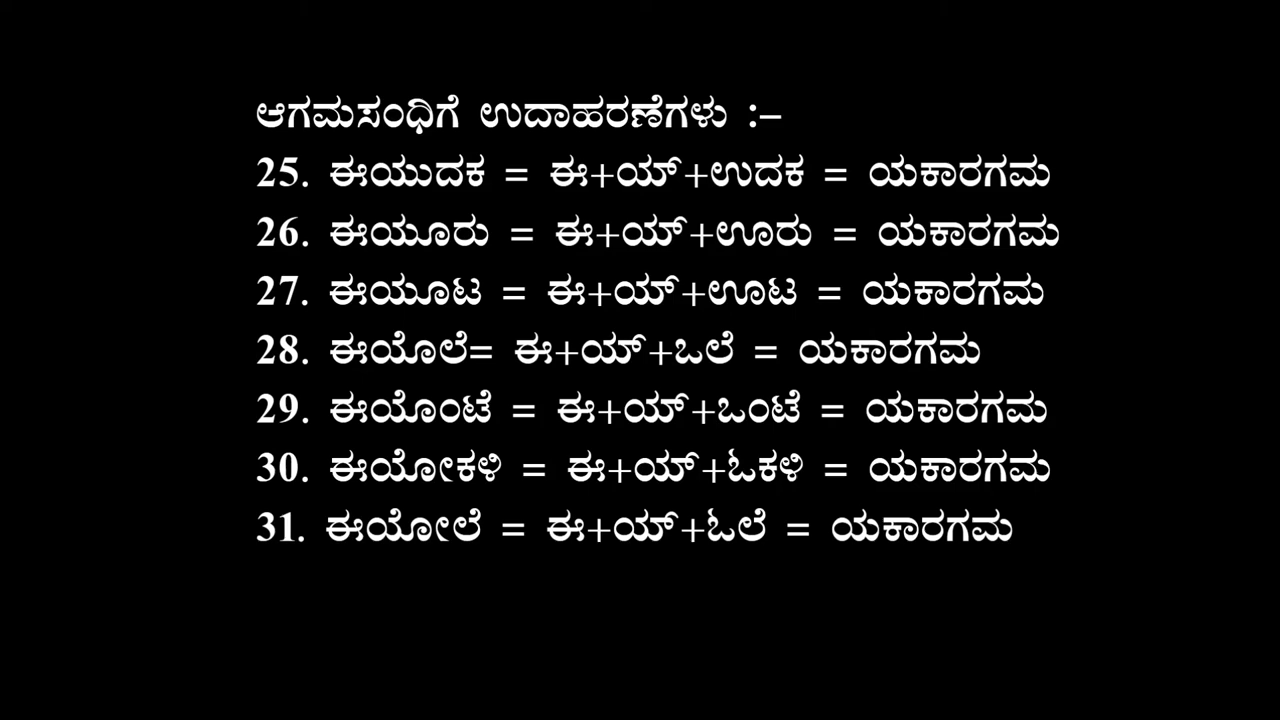 ಆಗಮಸಂಧಿಗೆ ಉದಾಹರಣೆಗಳು :–
25. ಈಯುದಕ = ಈ+ಯ್+ಉದಕ = ಯಕಾರಗಮ
26. ಈಯೂರು = ಈ+ಯ್+ಊರು = ಯಕಾರಗಮ
27. ಈಯೂಟ = ಈ+ಯ್+ಊಟ = ಯಕಾರಗಮ
28. ಈಯೊಲೆ= ಈ+ಯ್+ಒಲೆ = ಯಕಾರಗಮ
29. ಈಯೊಂಟೆ = ಈ+ಯ್+ಒಂಟೆ = ಯಕಾರಗಮ
30. ಈಯೋಕಳಿ = ಈ+ಯ್+ಓಕಳಿ = ಯಕಾರಗಮ
31. ಈಯೋಲೆ = ಈ+ಯ್+ಓಲೆ = ಯಕಾರಗಮ